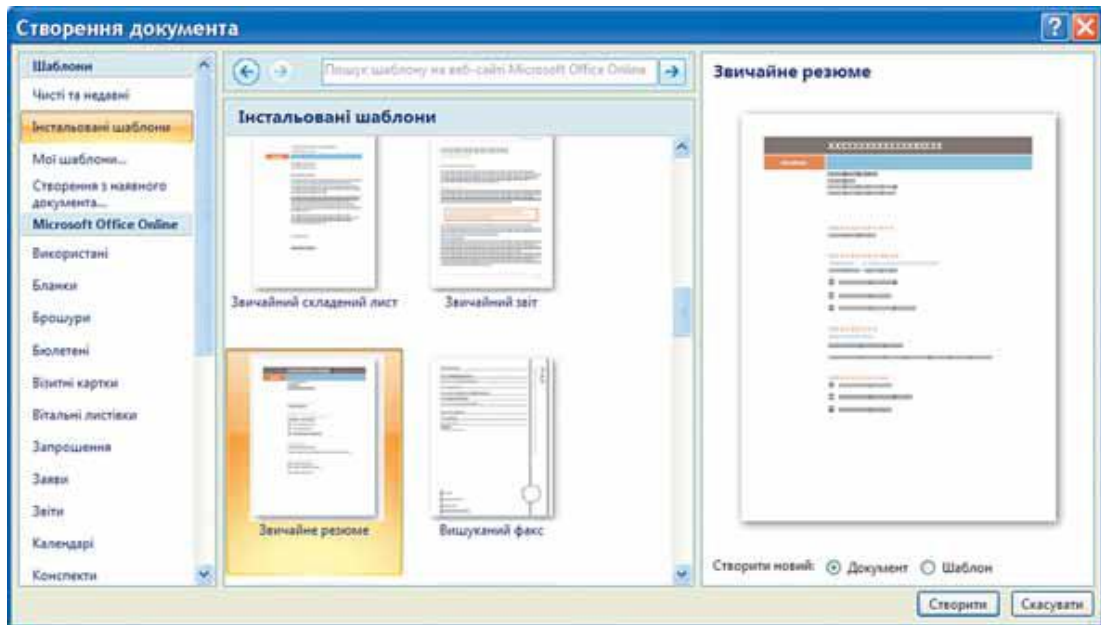 Створення документа
Шаблони
Чисті та недавні
Інстальовані шаблони
Мої шаблони...
Створення з наявного
документа...
Microsoft Office Online
Використані
Бланки
Брошури
Бюлетені
Візитні картки
Вітальні листівки
Запрошення
Заяви
Звіти
Календарі
Конспекти
Пошук шаблону на веб-сайті Microsoft Office Online
Інстальовані шаблони
Звичайний складений лист
Звичайний звіт
Звичайне резюме
Вишуканий факс
Звичайне резюме
Створити новий:
Документ
Шаблон
Створити
Скасувати